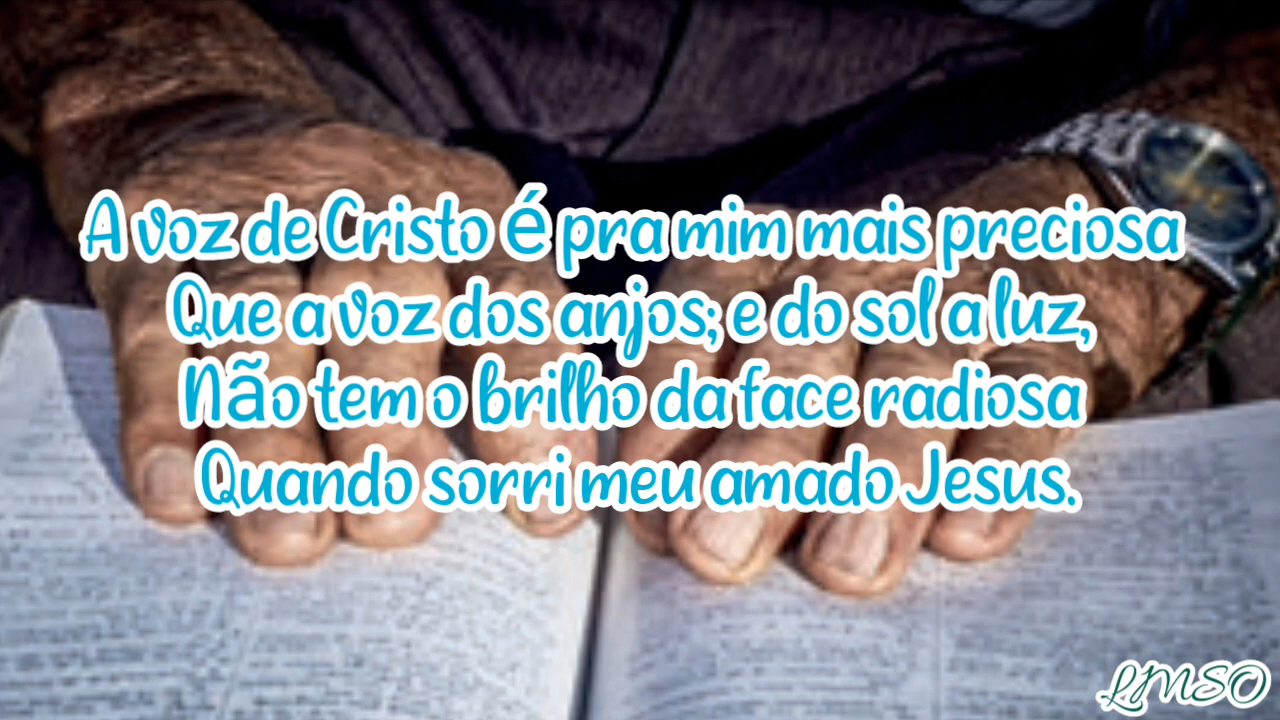 A voz de Cristo é pra mim mais preciosa
Que a voz dos anjos; e do sol a luz,
Não tem o brilho da face radiosa
Quando sorri meu amado Jesus.
LMSO